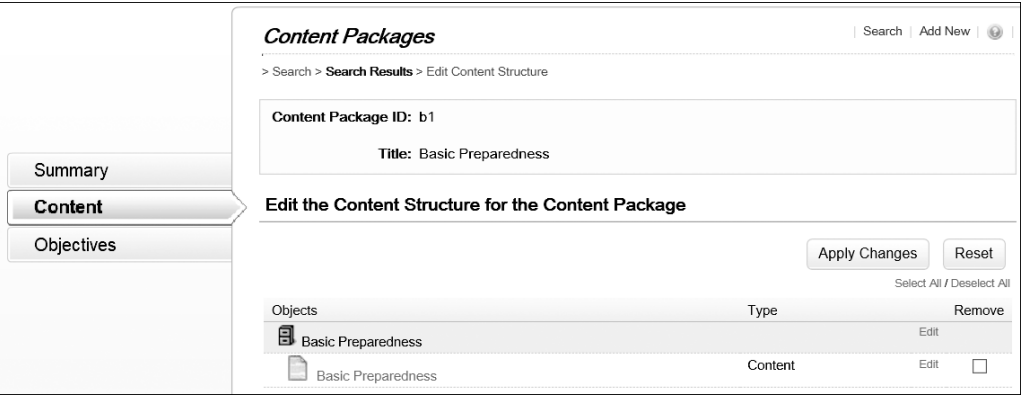 Content Packages
Search | Add New |
> Search > Search Results > Edit Content Structure
Content Package ID: b1
Title: Basic Preparedness
Summary
Content
Objectives
Edit the Content Structure for the Content Package
Apply Changes Reset
Select All / Deselect All
Objects Type Remove
Basic Preparedness Edit
Basic Preparedness Content Edit